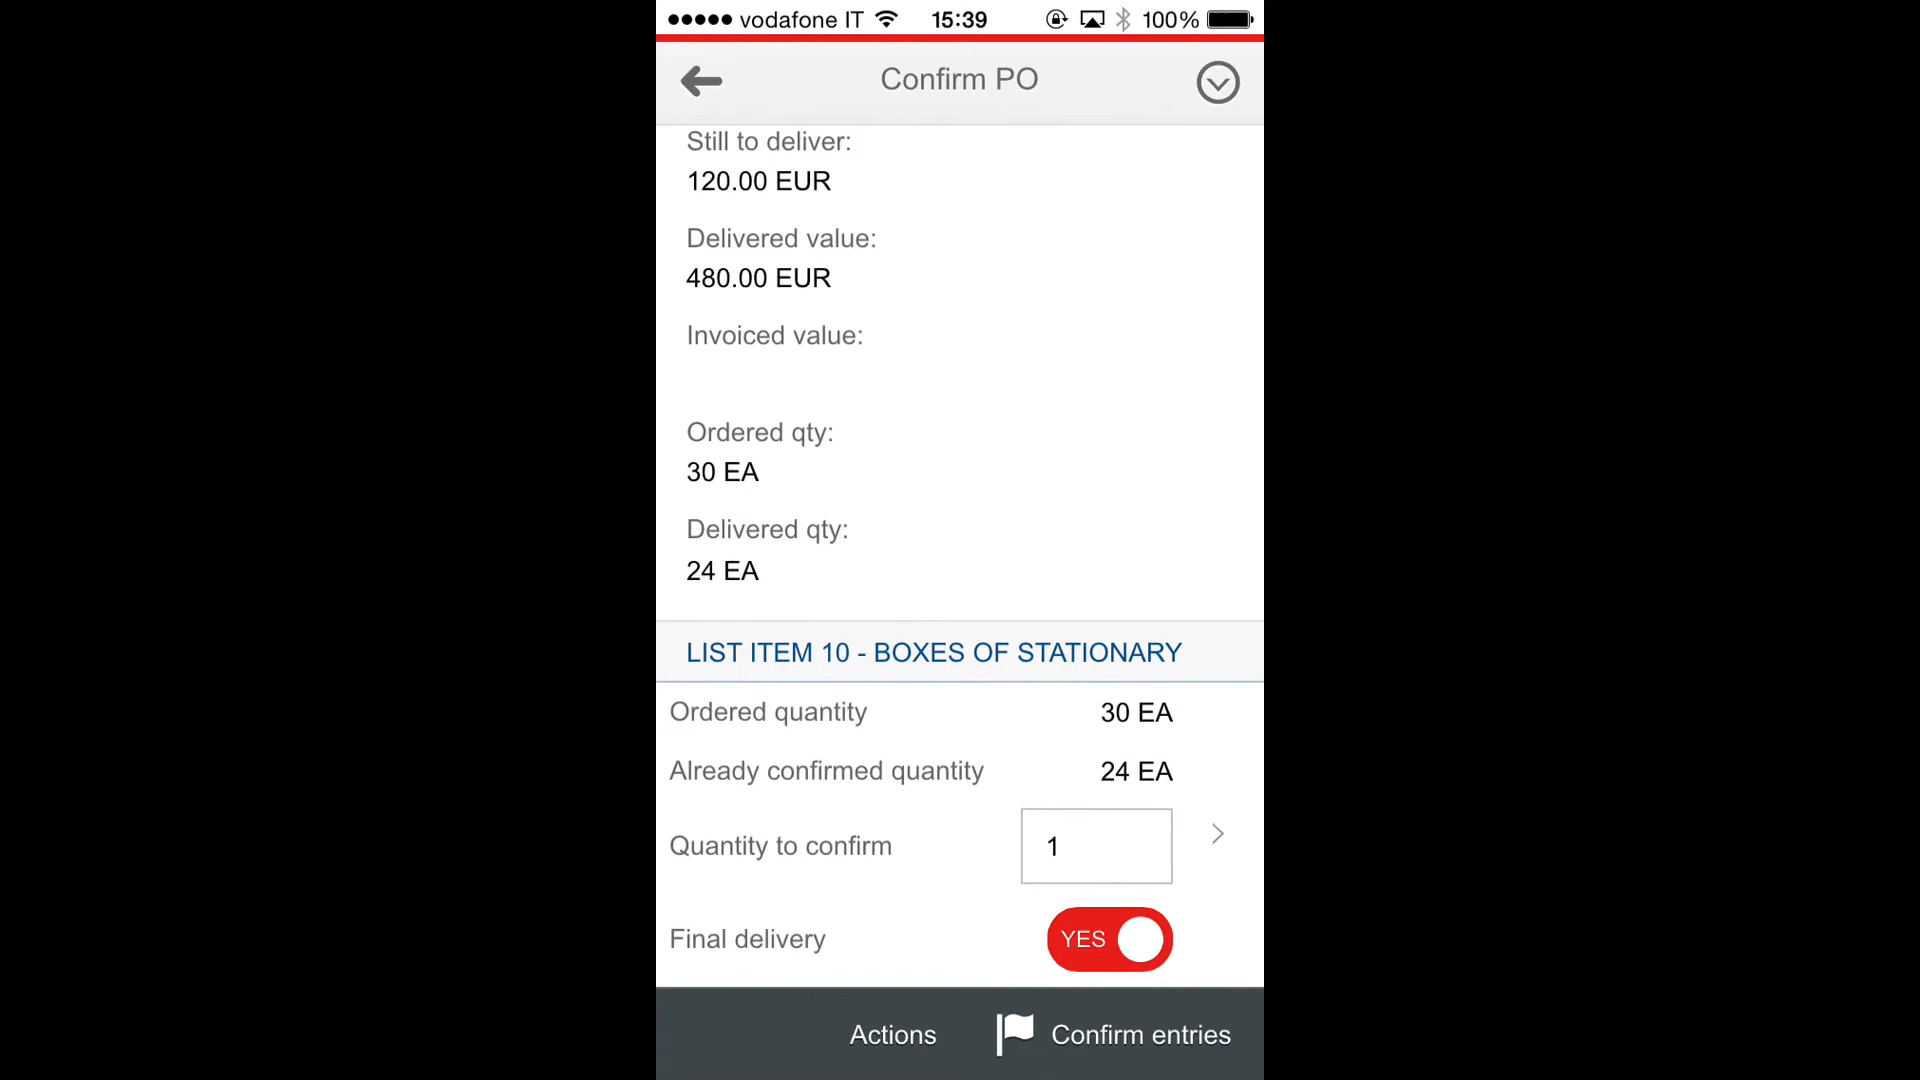 vodafone IT 15:39 100%
Confirm PO
Still to deliver:
120.00 EUR
Delivered value:
480.00 EUR
Invoiced value:
Ordered qty:
30 EA
Delivered qty:
24 EA
LIST ITEM 10 - BOXES OF STATIONARY
Ordered quantity 30 EA
Already confirmed quantity 24 EA
Quantity to confirm 1
Final delivery YES
Actions Confirm entries